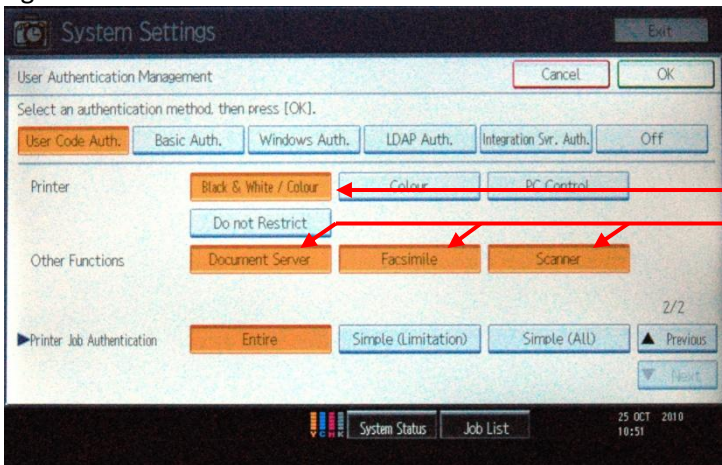 System Settings
Exit
User Authentication Management
Cancel
OK
Select an authentication method, then press [OK].
User Code Auth.
Basic Auth.
Windows Auth.
LDAP Auth.
Integration Svr. Auth.
Off
Printer
Black & White / Colour
Colour
PC Control
Do not Restrict
Other Functions
Document Server
Facsimile
Scanner
2/2
▶Printer Job Authentication
Entire
Simple (Limitation)
Simple (All)
▲ Previous
▼ Next
Y C M K
System Status
Job List
25 OCT 2010
10:51